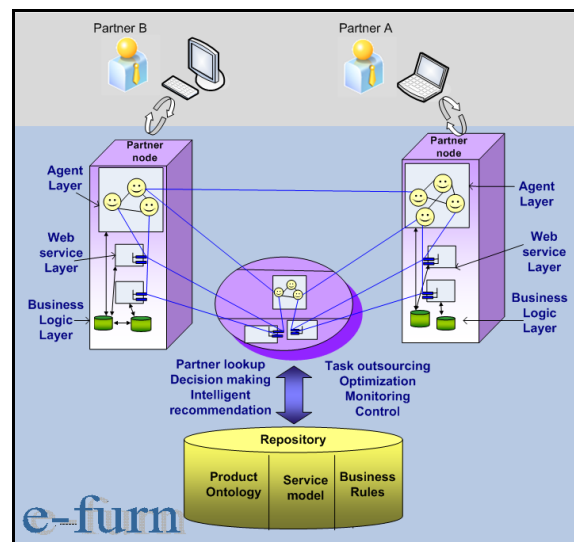 Partner B
Partner A
Partner
node
Partner
node
Agent
Layer
Agent
Layer
Web
service
Layer
Web
service
Layer
Business
Logic
Layer
Business
Logic
Layer
Partner lookup
Decision making
Intelligent
recommendation
Task outsourcing
Optimization
Monitoring
Control
Repository
Product
Ontology
Service
model
Business
Rules
e-furn